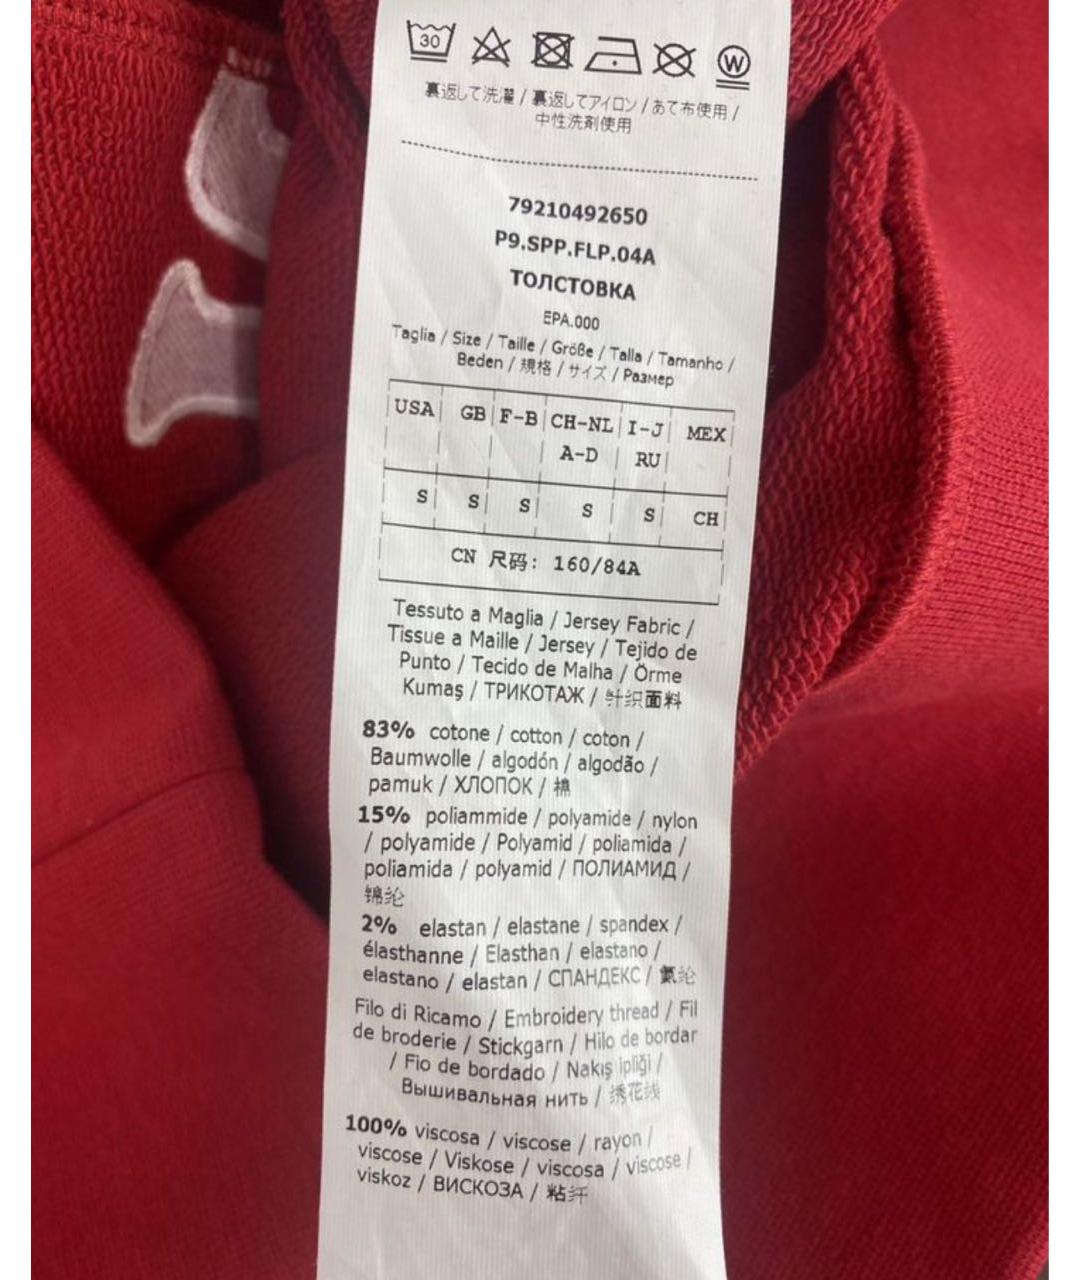 30
W
裏返して洗濯 / 裏返してアイロン / あて布使用 /
中性洗剤使用
79210492650
P9.SPP.FLP.04A
ТОЛСТОВКА
EPA.000
Taglia / Size / Taille / Größe / Talla / Tamanho /
Beden / 規格 / サイズ / Размер
USA GB F-B CH-NL I-J MEX
A-D RU
S S S S S CH
CN 尺码: 160/84A
Tessuto a Maglia / Jersey Fabric /
Tissue a Maille / Jersey / Tejido de
Punto / Tecido de Malha / Örme
Kumaş / ТРИКОТАЖ / 针织面料
83% cotone / cotton / coton /
Baumwolle / algodón / algodão /
pamuk / ХЛОПОК / 棉
15% poliammide / polyamide / nylon
/ polyamide / Polyamid / poliamida /
poliamida / polyamid / ПОЛИАМИД /
锦纶
2% elastan / elastane / spandex /
élasthanne / Elasthan / elastano /
elastano / elastan / СПАНДЕКС / 氨纶
Filo di Ricamo / Embroidery thread / Fil
de broderie / Stickgarn / Hilo de bordar
/ Fio de bordado / Nakış ipliği /
Вышивальная нить / 绣花线
100% viscosa / viscose / rayon /
viscose / Viskose / viscosa / viscose /
viskoz / ВИСКОЗА / 粘纤